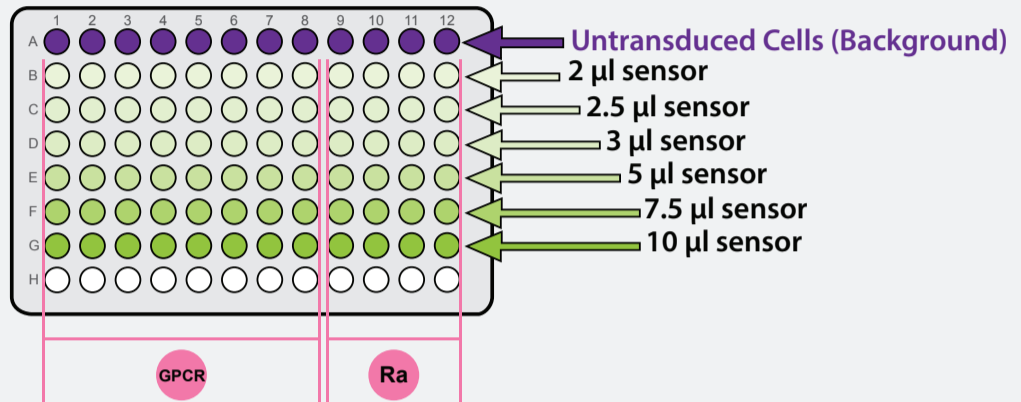 1 2 3 4 5 6 7 8 9 10 11 12
A
Untransduced Cells (Background)
B
2 µl sensor
C
2.5 µl sensor
D
3 µl sensor
E
5 µl sensor
F
7.5 µl sensor
G
10 µl sensor
H
GPCR
Ra